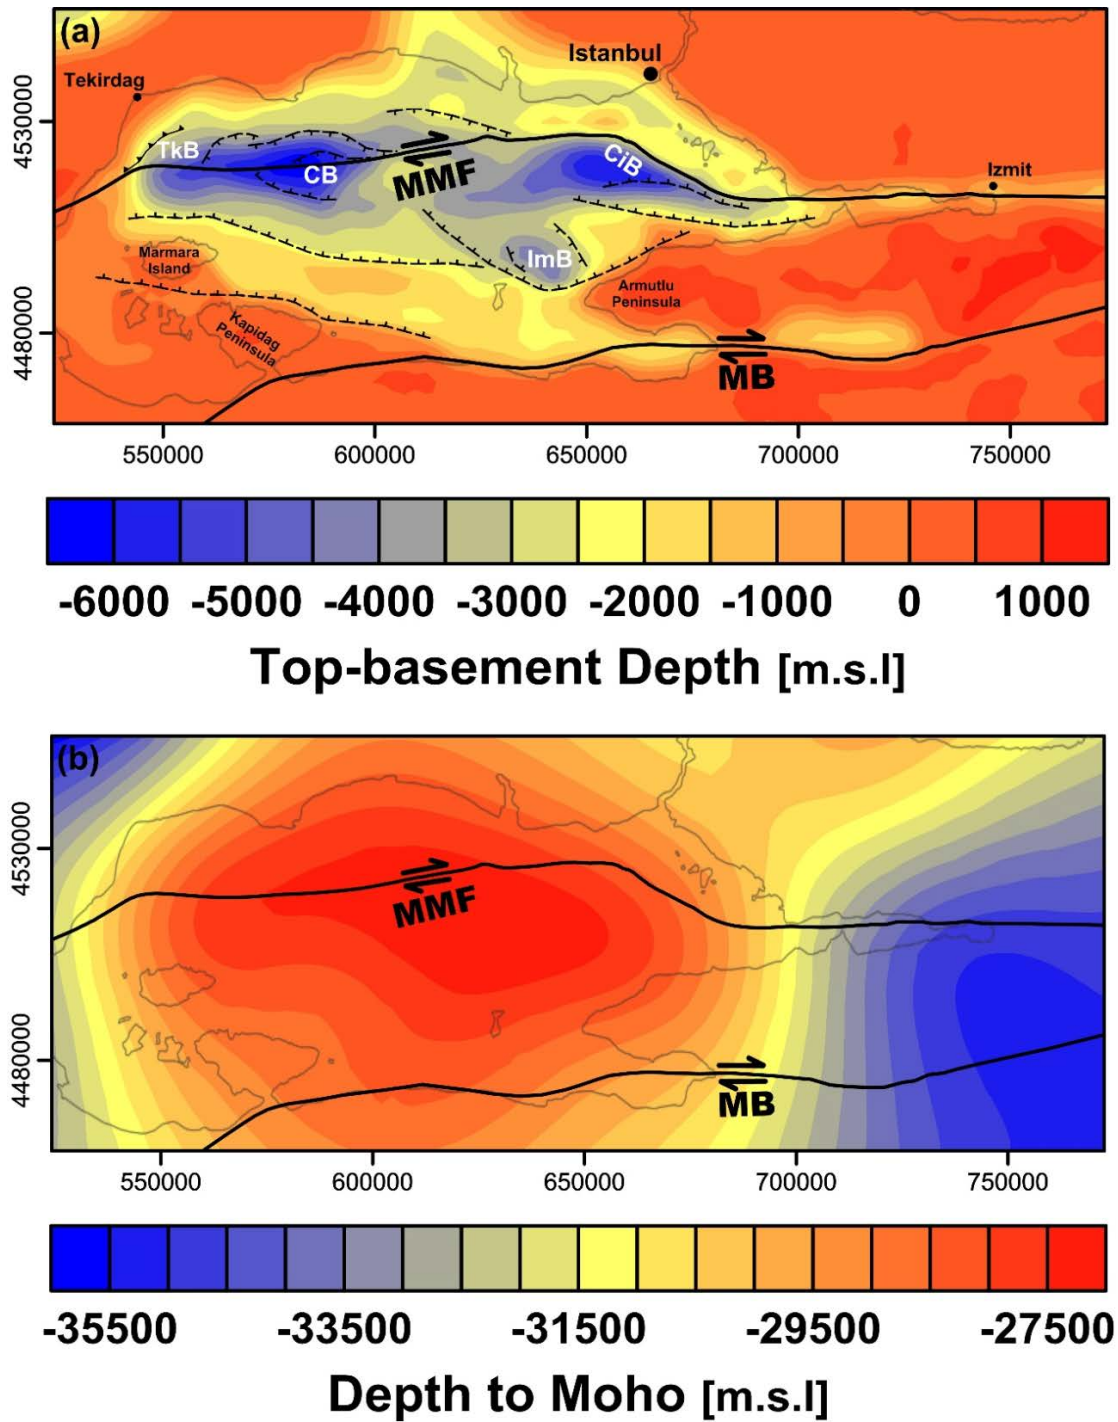 (a)
Istanbul
Tekirdag
4530000
TkB
CB
MMF
CiB
Izmit
ImB
Marmara
Island
Armutlu
Peninsula
Kapidag
Peninsula
4480000
MB
550000 600000 650000 700000 750000
-6000 -5000 -4000 -3000 -2000 -1000 0 1000
Top-basement Depth [m.s.l]
(b)
4530000
MMF
4480000
MB
550000 600000 650000 700000 750000
-35500 -33500 -31500 -29500 -27500
Depth to Moho [m.s.l]